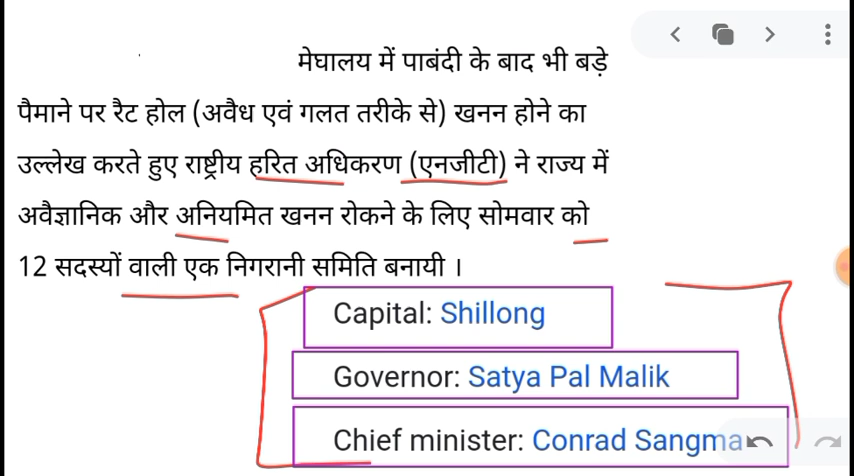 मेघालय में पाबंदी के बाद भी बड़े
पैमाने पर रैट होल (अवैध एवं गलत तरीके से) खनन होने का
उल्लेख करते हुए राष्ट्रीय हरित अधिकरण (एनजीटी) ने राज्य में
अवैज्ञानिक और अनियमित खनन रोकने के लिए सोमवार को
12 सदस्यों वाली एक निगरानी समिति बनायी ।
Capital: Shillong
Governor: Satya Pal Malik
Chief minister: Conrad Sangma